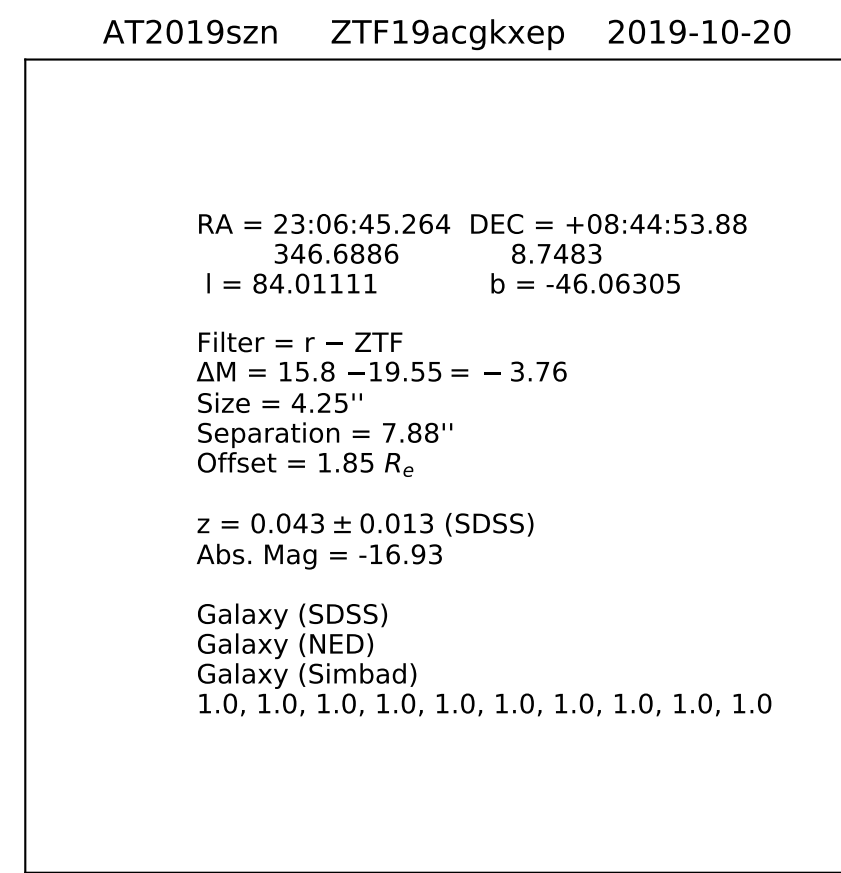 AT2019szn ZTF19acgkxep 2019-10-20
RA = 23:06:45.264 DEC = +08:44:53.88
346.6886 8.7483
l = 84.01111 b = -46.06305
Filter = r − ZTF
ΔM = 15.8 −19.55 = − 3.76
Size = 4.25''
Separation = 7.88''
Offset = 1.85 Re
z = 0.043 ± 0.013 (SDSS)
Abs. Mag = -16.93
Galaxy (SDSS)
Galaxy (NED)
Galaxy (Simbad)
1.0, 1.0, 1.0, 1.0, 1.0, 1.0, 1.0, 1.0, 1.0, 1.0